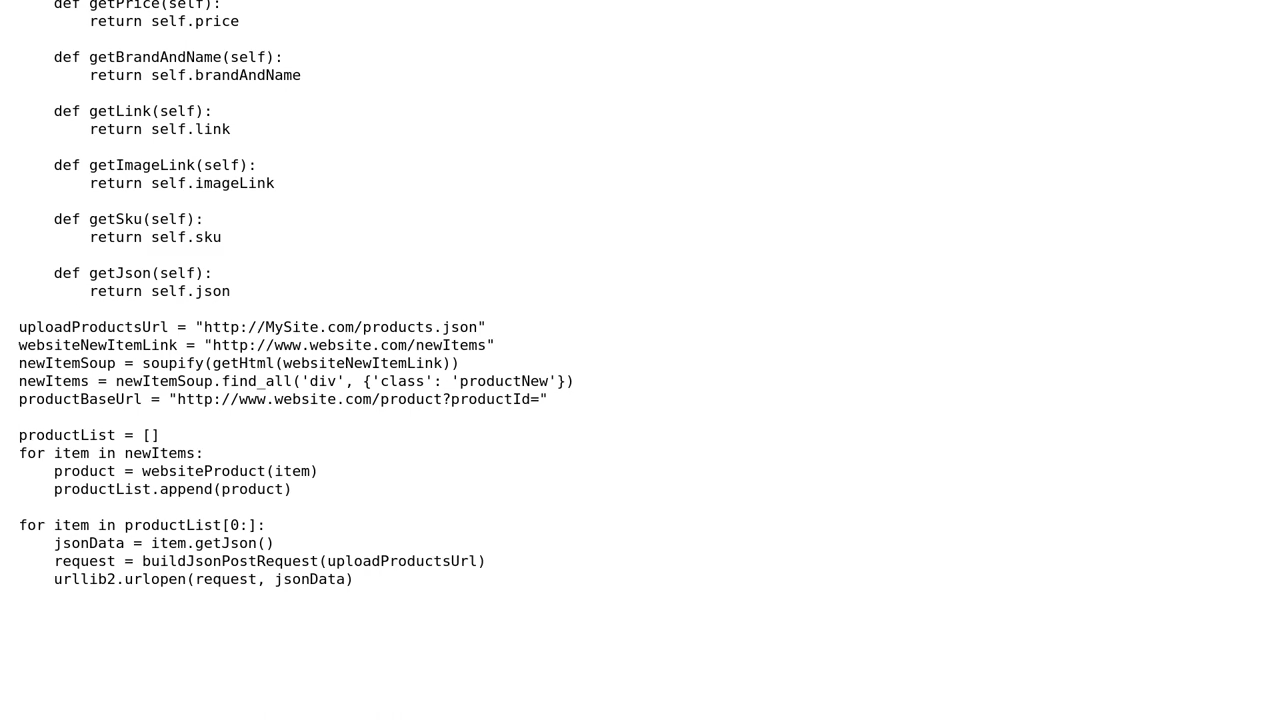 def getPrice(self):
        return self.price

    def getBrandAndName(self):
        return self.brandAndName

    def getLink(self):
        return self.link

    def getImageLink(self):
        return self.imageLink

    def getSku(self):
        return self.sku

    def getJson(self):
        return self.json

uploadProductsUrl = "http://MySite.com/products.json"
websiteNewItemLink = "http://www.website.com/newItems"
newItemSoup = soupify(getHtml(websiteNewItemLink))
newItems = newItemSoup.find_all('div', {'class': 'productNew'})
productBaseUrl = "http://www.website.com/product?productId="

productList = []
for item in newItems:
    product = websiteProduct(item)
    productList.append(product)

for item in productList[0:]:
    jsonData = item.getJson()
    request = buildJsonPostRequest(uploadProductsUrl)
    urllib2.urlopen(request, jsonData)